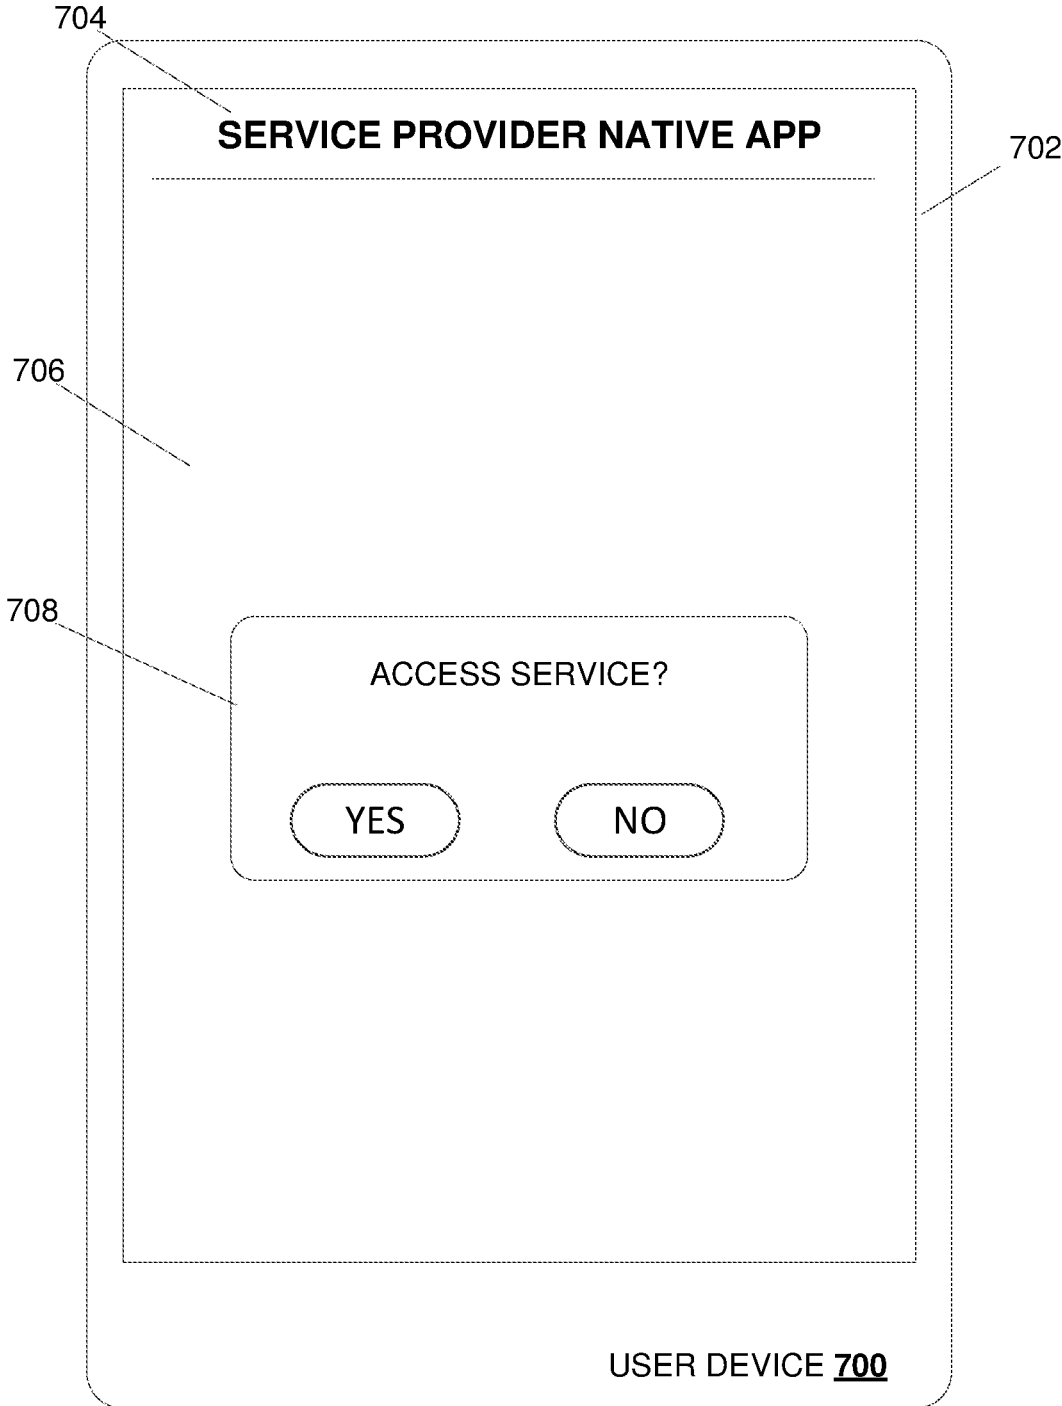 704
SERVICE PROVIDER NATIVE APP
702
706
708
ACCESS SERVICE?
YES NO
USER DEVICE 700